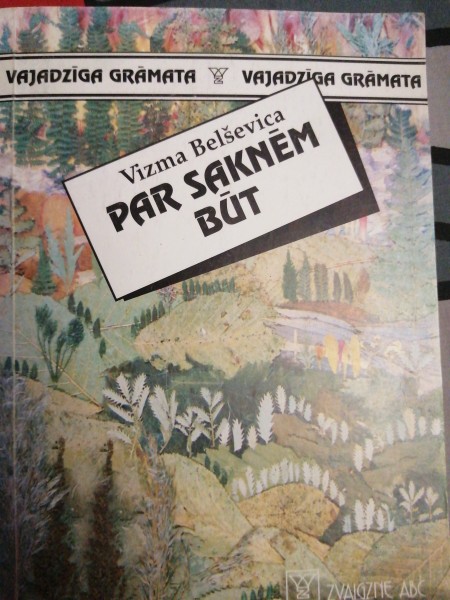 VAJADZĪGA GRĀMATA VAJADZĪGA GRĀMATA
Vizma Belševica
PAR SAKNĒM
BŪT
ZVAIGZNE ABC